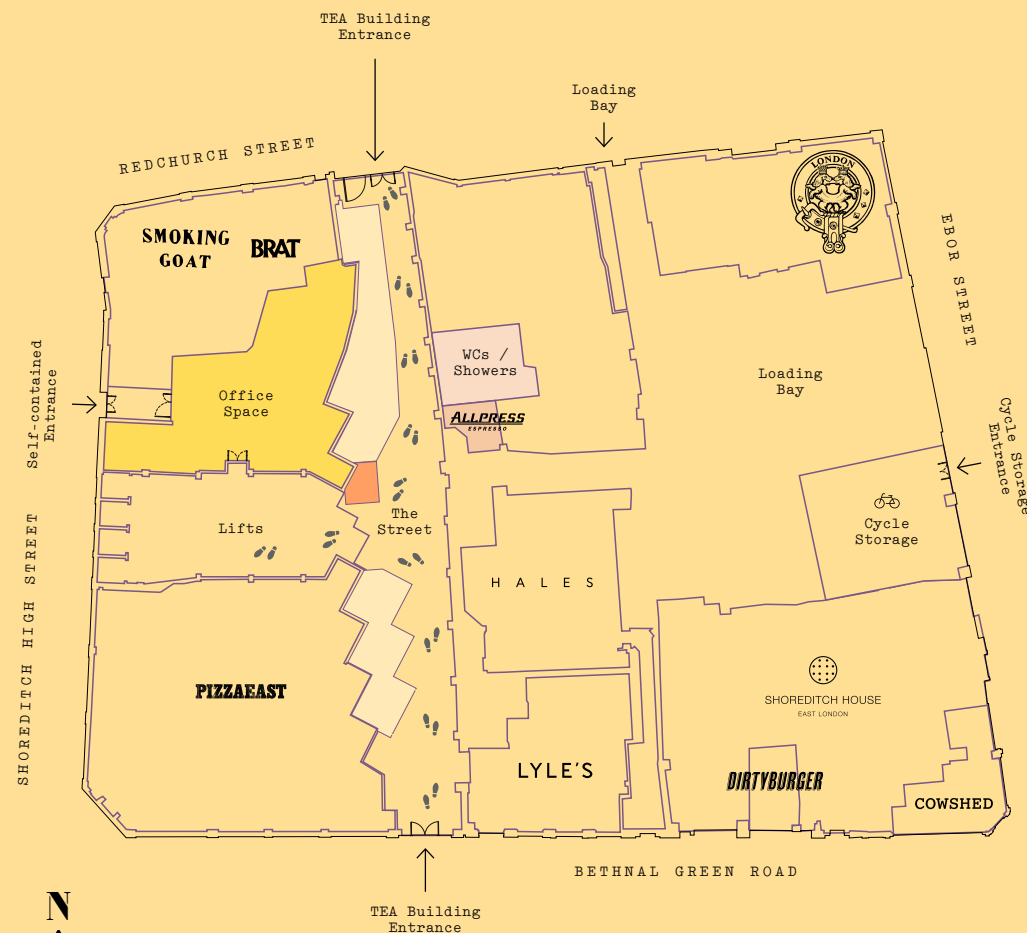 TEA Building
Entrance
Loading
Bay
REDCHURCH STREET
LONDON
SMOKING
GOAT
BRAT
EBOR STREET
Self-contained
Entrance
WCs /
Showers
Office
Space
Loading
Bay
ALLPRESS
ESPRESSO
Cycle Storage
Entrance
The
Street
Lifts
Cycle
Storage
HALES
SHOREDITCH HIGH STREET
PIZZAEAST
SHOREDITCH HOUSE
EAST LONDON
LYLE'S
DIRTYBURGER
COWSHED
BETHNAL GREEN ROAD
N
TEA Building
Entrance